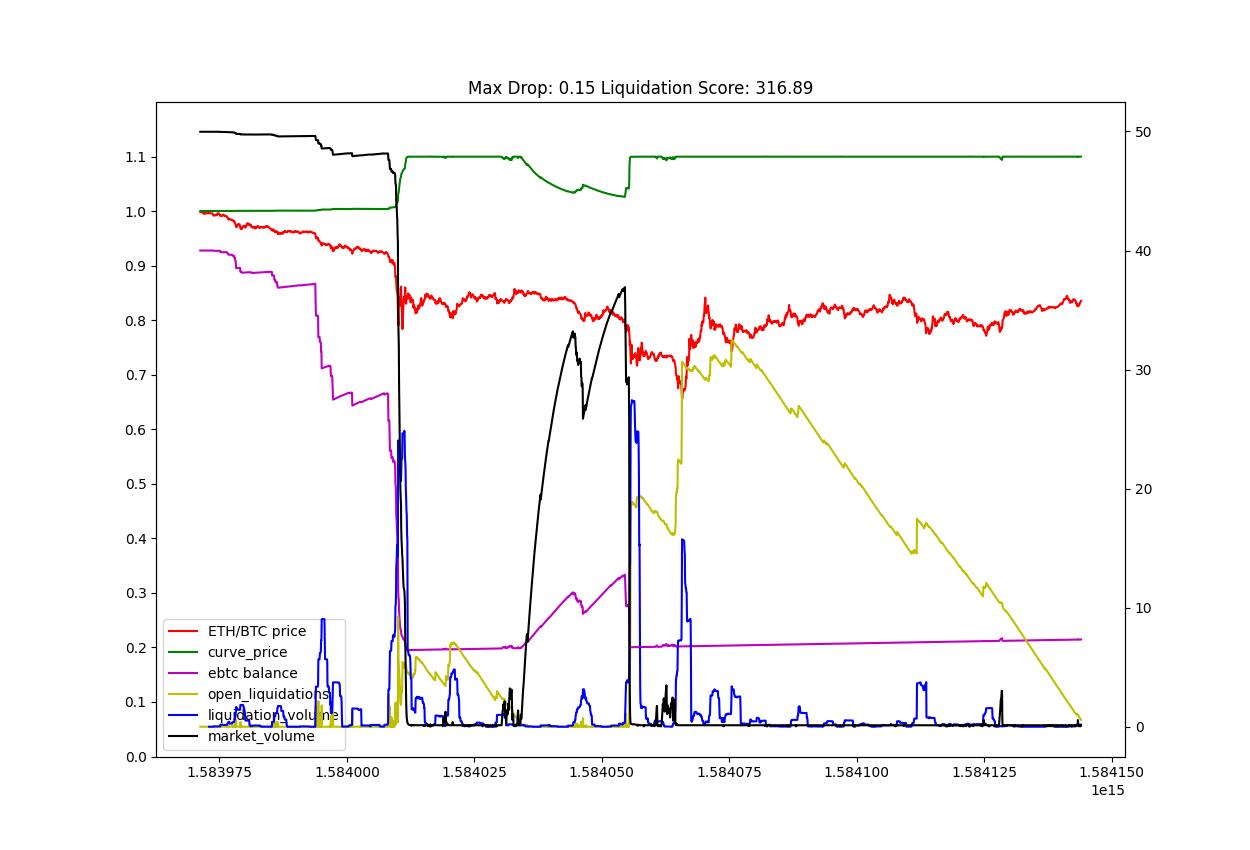 Max Drop: 0.15 Liquidation Score: 316.89
1.1
1.0
0.9
0.8
0.7
0.6
0.5
0.4
0.3
0.2
0.1
0.0
50
40
30
20
10
0
ETH/BTC price
curve_price
ebtc balance
open_liquidations
liquidation_volume
market_volume
1.583975 1.584000 1.584025 1.584050 1.584075 1.584100 1.584125 1.584150
1e15